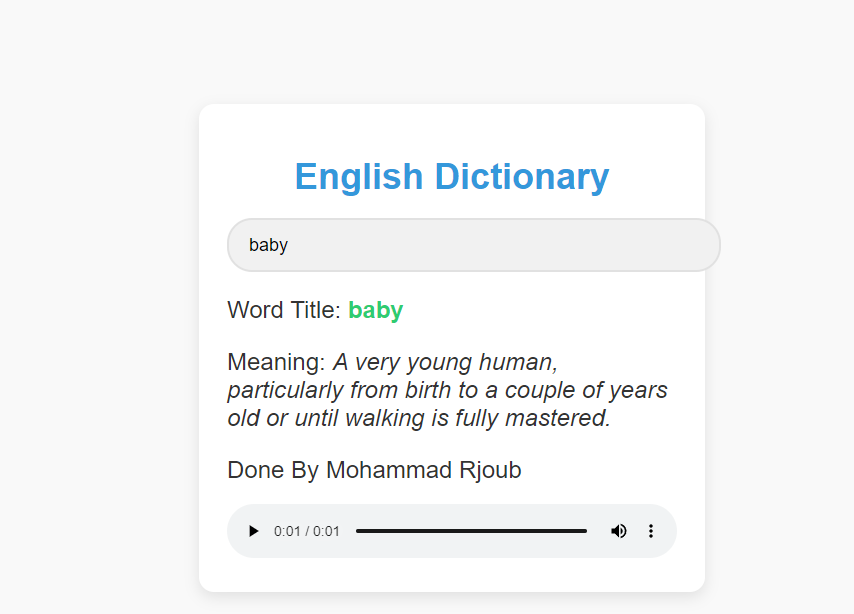 English Dictionary
baby
Word Title: baby
Meaning: A very young human,
particularly from birth to a couple of years
old or until walking is fully mastered.
Done By Mohammad Rjoub
0:01 / 0:01